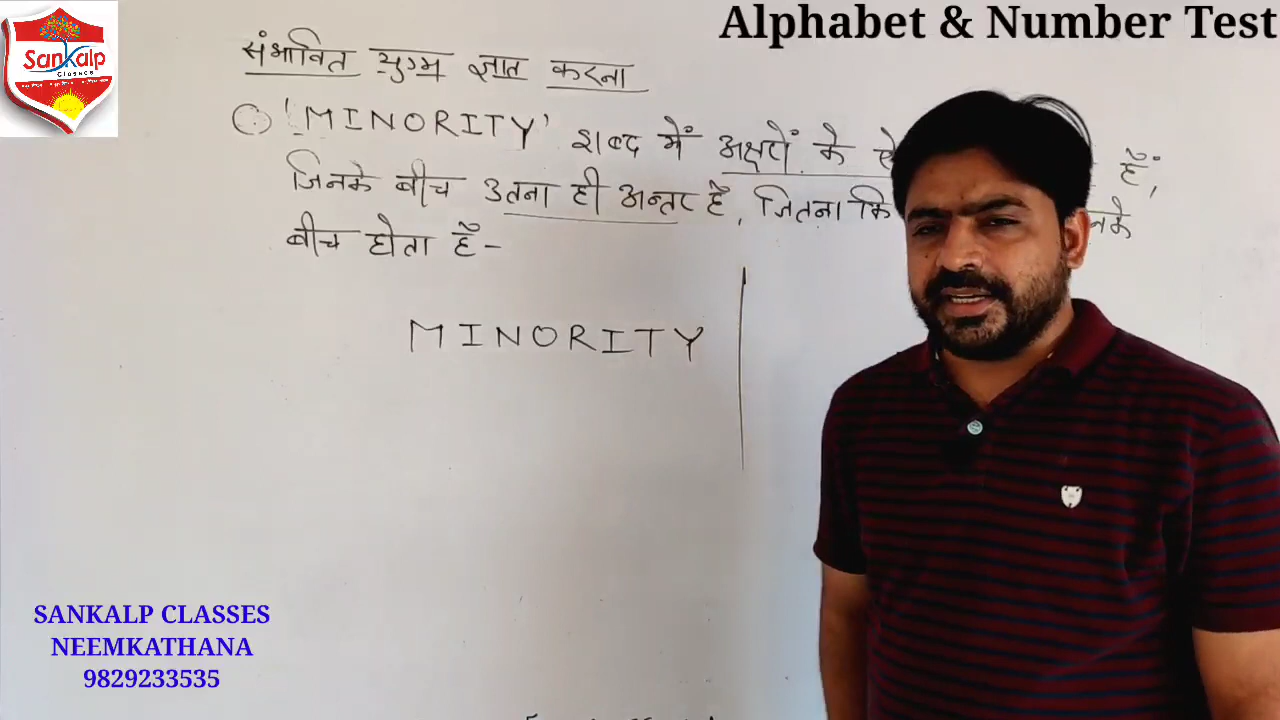 Alphabet & Number Test
Sankalp
Classes
संभावित युग्म ज्ञात करना
'MINORITY' शब्द में अक्षरों के हैं,
जिनके बीच उतना ही अन्तर है, जितना कि
बीच होता है-
MINORITY
SANKALP CLASSES
NEEMKATHANA
9829233535